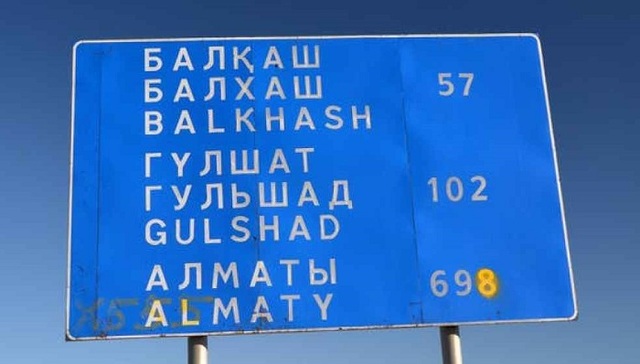 БАЛҚАШ
БАЛХАШ 57
BALKHASH
ГҮЛШАТ
ГУЛЬШАД 102
GULSHAD
АЛМАТЫ 698
ALMATY